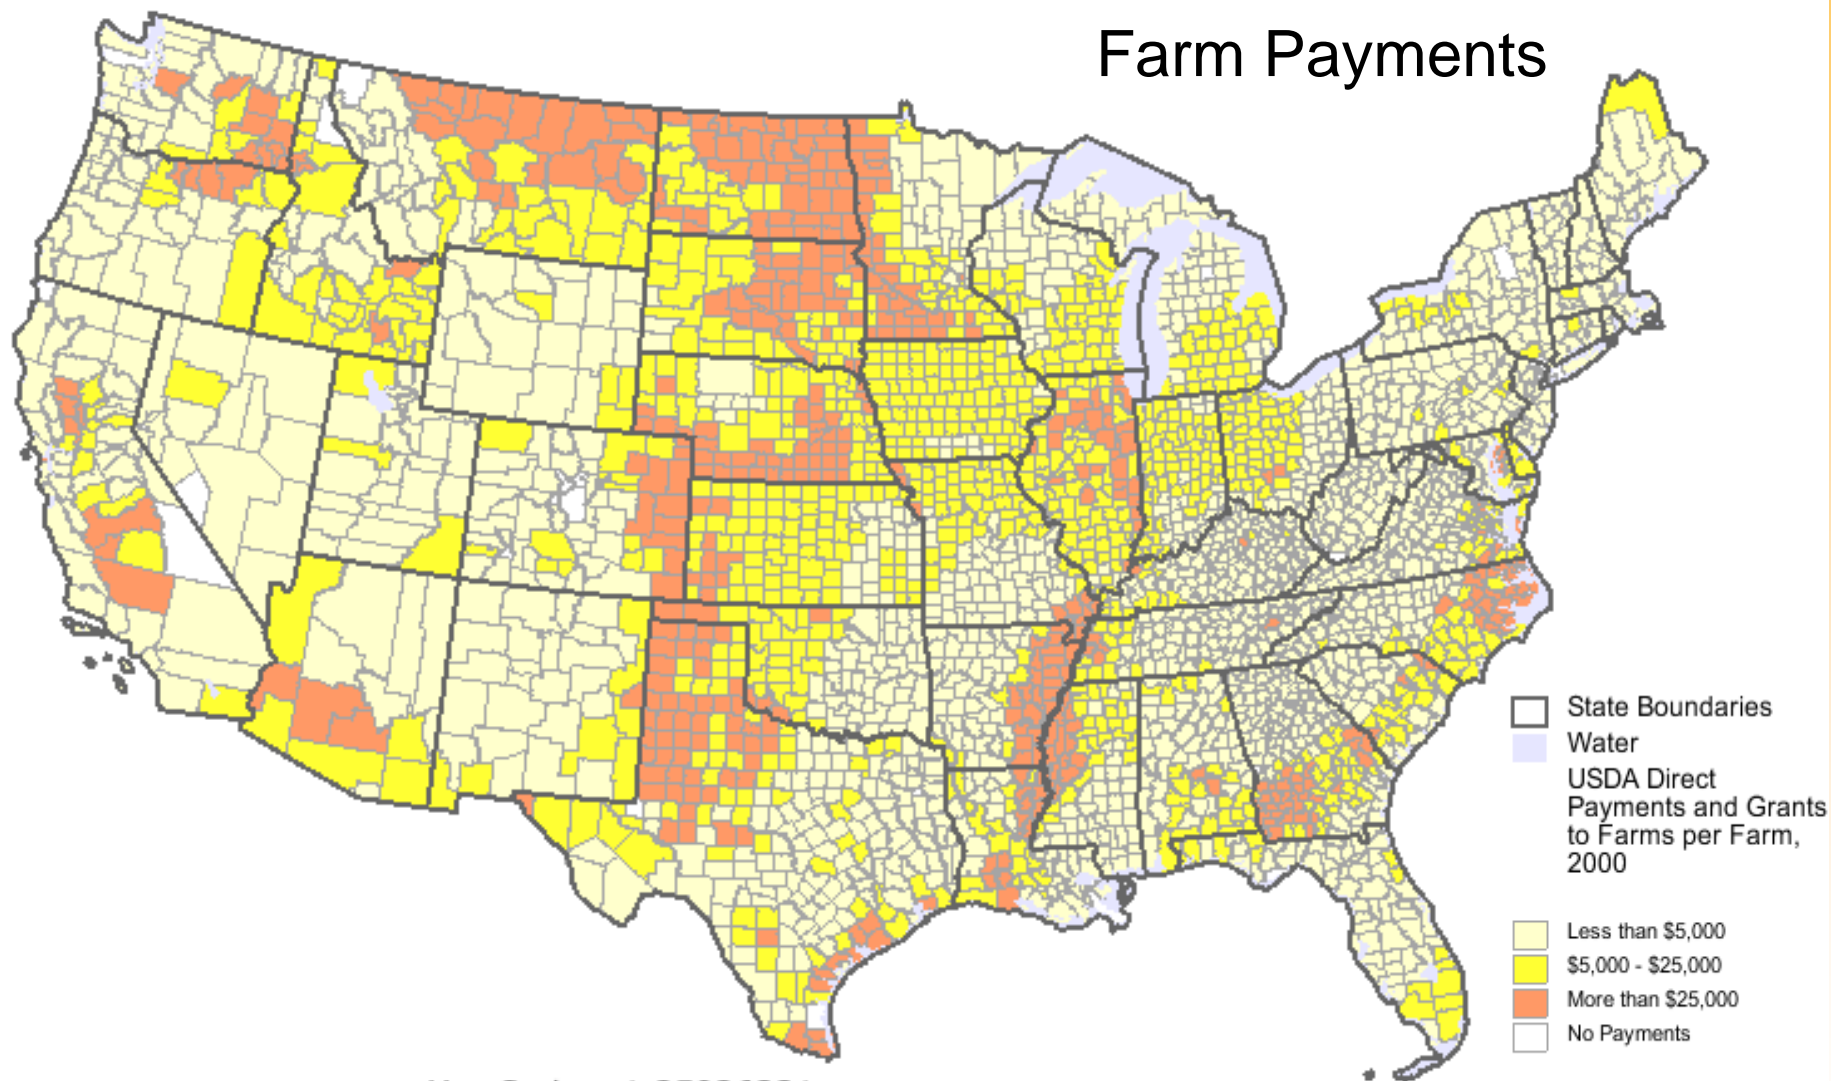 Farm Payments
State Boundaries
Water
USDA Direct
Payments and Grants
to Farms per Farm,
2000
Less than $5,000
$5,000 - $25,000
More than $25,000
No Payments